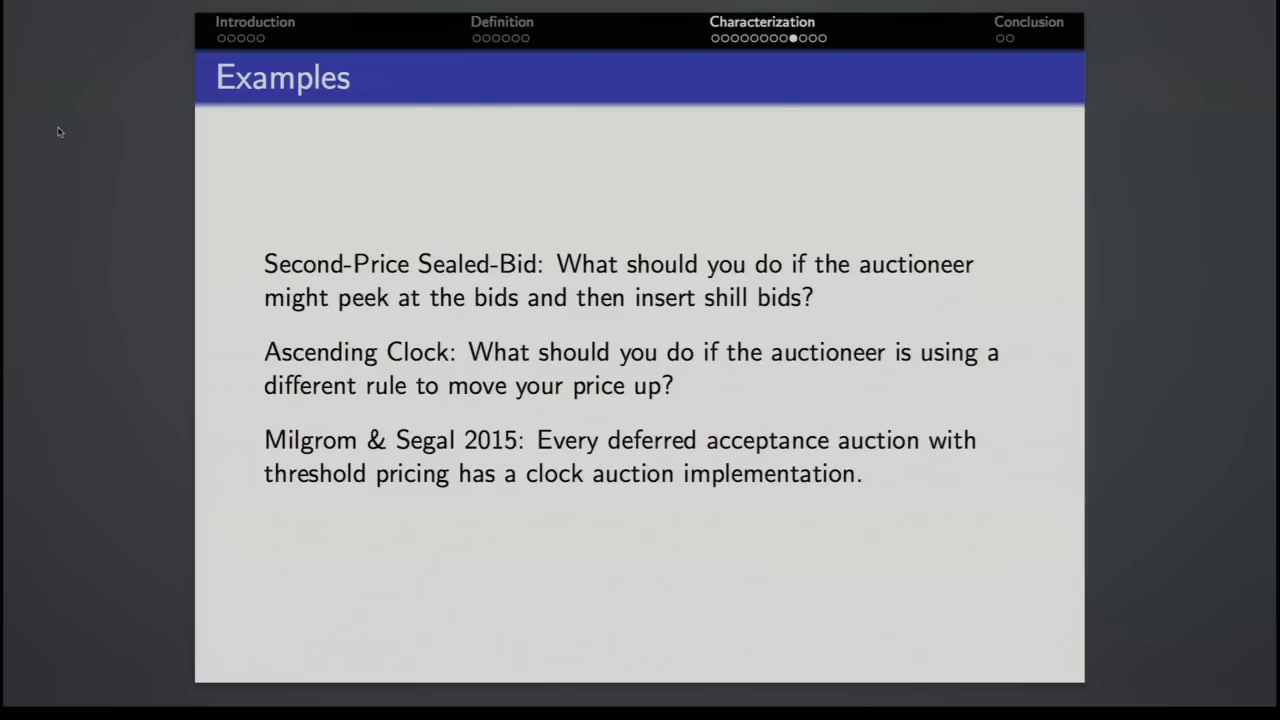 Introduction Definition Characterization Conclusion
Examples
Second-Price Sealed-Bid: What should you do if the auctioneer
might peek at the bids and then insert shill bids?
Ascending Clock: What should you do if the auctioneer is using a
different rule to move your price up?
Milgrom & Segal 2015: Every deferred acceptance auction with
threshold pricing has a clock auction implementation.